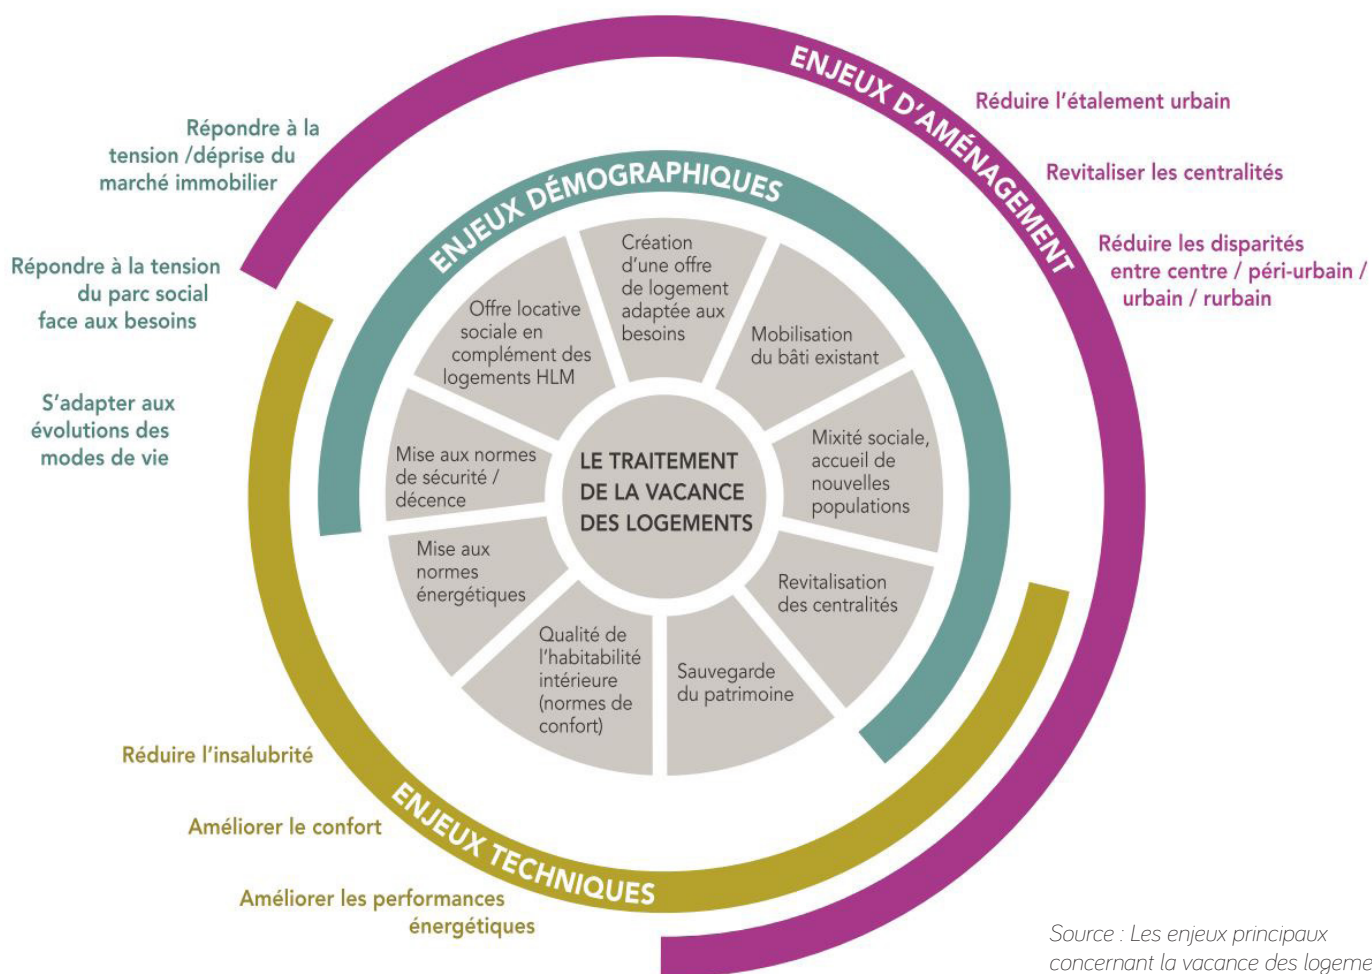 ENJEUX D'AMÉNAGEMENT
Réduire l'étalement urbain
Revitaliser les centralités
Réduire les disparités
entre centre / péri-urbain /
urbain / rurbain
Répondre à la
tension /déprise du
marché immobilier
Répondre à la tension
du parc social
face aux besoins
S'adapter aux
évolutions des
modes de vie
ENJEUX DÉMOGRAPHIQUES
Création
d'une offre
de logement
adaptée aux
besoins
Mobilisation
du bâti existant
Mixité sociale,
accueil de
nouvelles
populations
Revitalisation
des centralités
Sauvegarde
du patrimoine
Qualité de
l'habitabilité
intérieure
(normes de
confort)
Mise aux
normes
énergétiques
Mise aux normes
de sécurité /
décence
Offre locative
sociale en
complément des
logements HLM
LE TRAITEMENT
DE LA VACANCE
DES LOGEMENTS
Réduire l'insalubrité
Améliorer le confort
Améliorer les performances
énergétiques
ENJEUX TECHNIQUES
Source : Les enjeux principaux
concernant la vacance des logeme